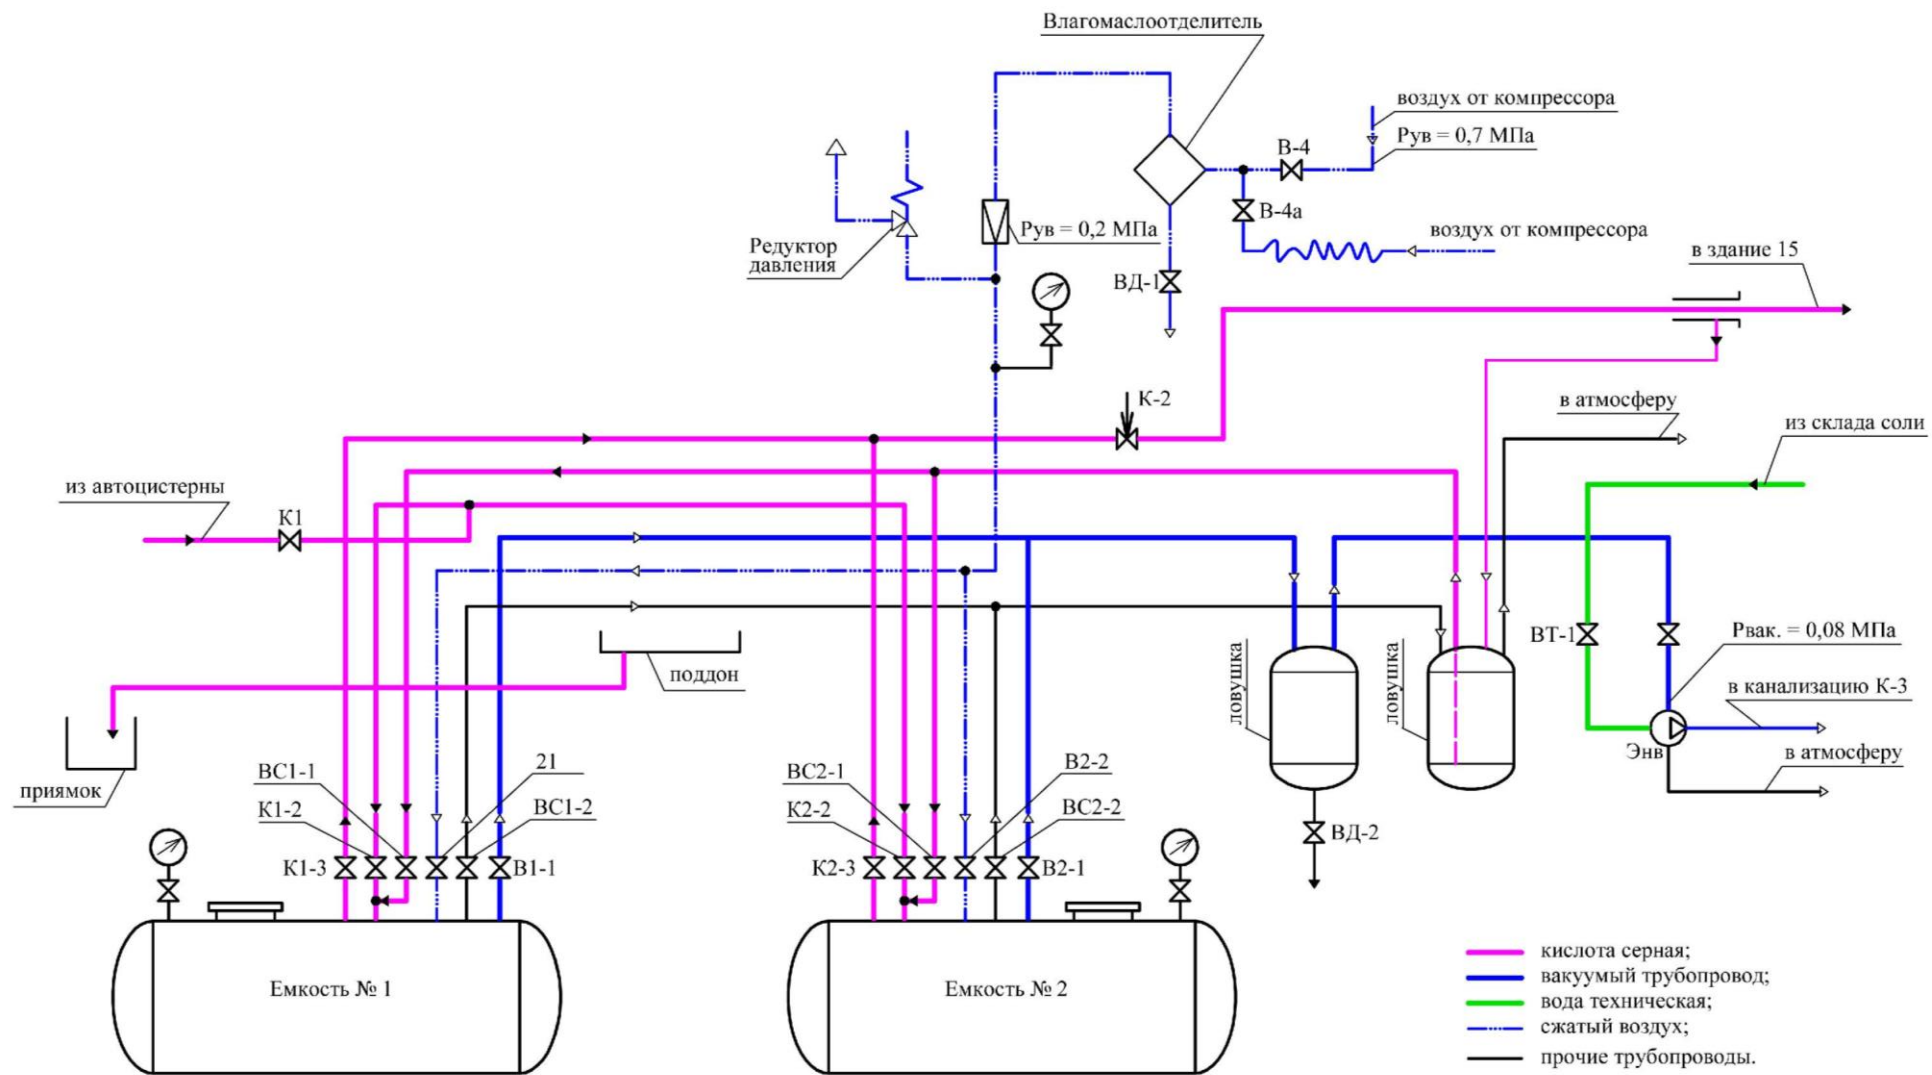 Влагомаслоотделитель
воздух от компрессора
Рув = 0,7 МПа
В-4
В-4а
Рув = 0,2 МПа
воздух от компрессора
Редуктор
давления
ВД-1
в здание 15
К-2
в атмосферу
из склада соли
из автоцистерны
К1
ВТ-1
Рвак. = 0,08 МПа
поддон
ловушка
ловушка
в канализацию К-3
Энв
в атмосферу
приямок
ВС1-1
21
К1-2
ВС1-2
ВС2-1
В2-2
К2-2
ВС2-2
ВД-2
К1-3
В1-1
К2-3
В2-1
Емкость № 1
Емкость № 2
кислота серная;
вакуумый трубопровод;
вода техническая;
сжатый воздух;
прочие трубопроводы.